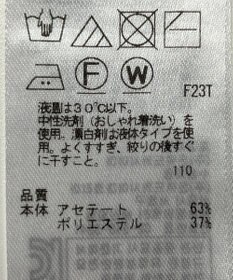 F W
F23T
液温は30℃以下。
中性洗剤（おしゃれ着洗い）を
使用。漂白剤は液体タイプを使
用。よくすすぎ、絞りの後すぐ
に干すこと。
110
品質
本体 アセテート 63%
ポリエステル 37%